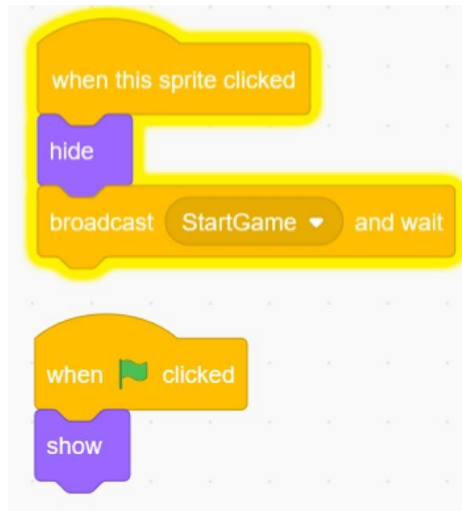 when this sprite clicked
hide
broadcast StartGame and wait
when clicked
show